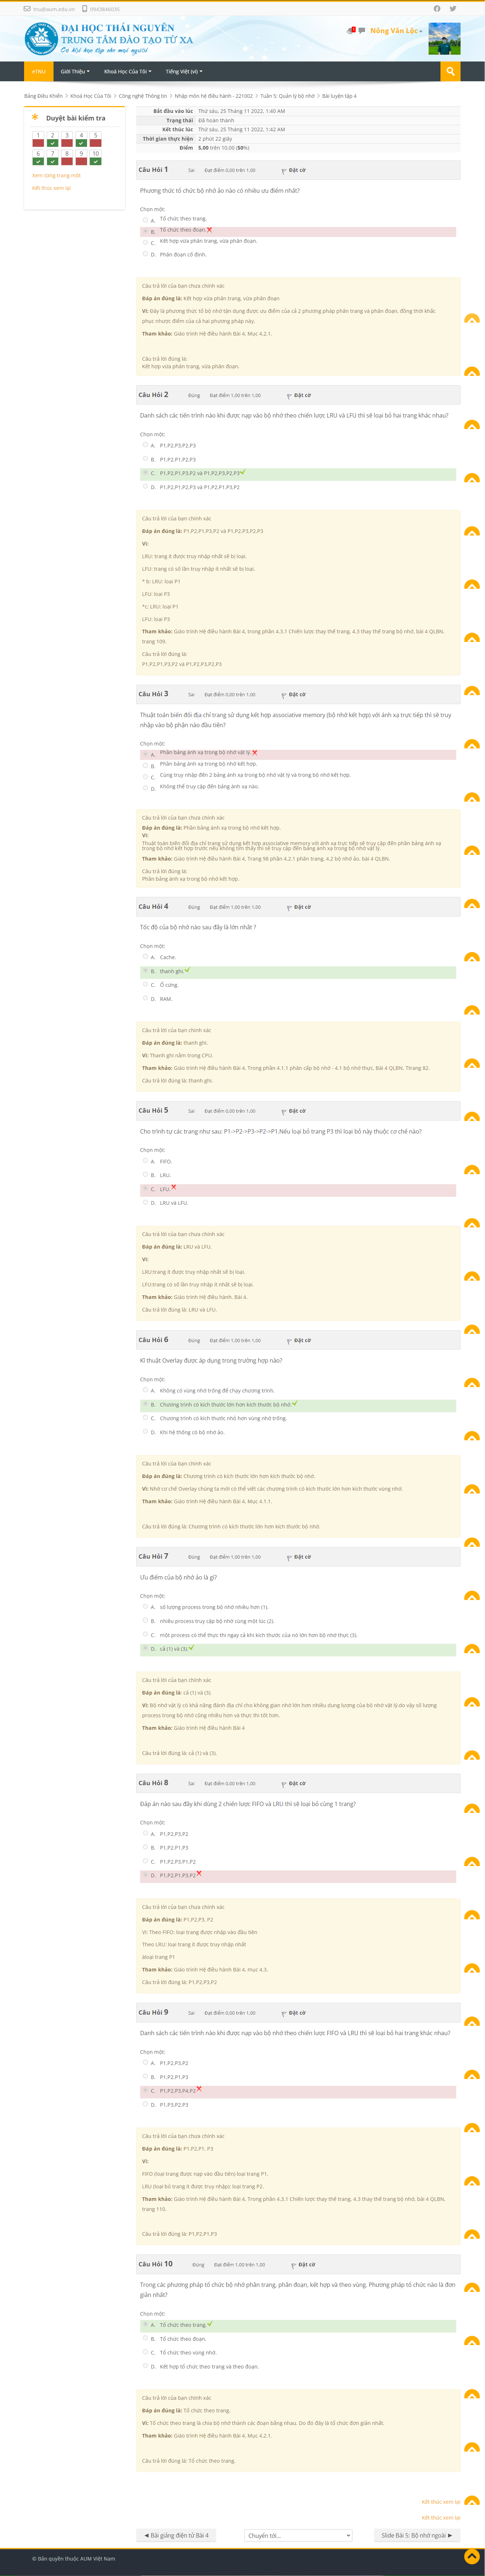 tnu@aum.edu.vn 0963846035
ĐẠI HỌC THÁI NGUYÊN
TRUNG TÂM ĐÀO TẠO TỪ XA
Cơ hội học tập cho mọi người
Nông Văn Lộc
eTNU Giới Thiệu Khoá Học Của Tôi Tiếng Việt (vi)
Bảng Điều Khiển > Khoá Học Của Tôi > Công nghệ Thông tin > Nhập môn hệ điều hành - 221002 > Tuần 5: Quản lý bộ nhớ > Bài luyện tập 4
Duyệt bài kiểm tra
1 2 3 4 5
6 7 8 9 10
Xem từng trang một
Kết thúc xem lại
Bắt đầu vào lúc Thứ sáu, 25 Tháng 11 2022, 1:40 AM
Trạng thái Đã hoàn thành
Kết thúc lúc Thứ sáu, 25 Tháng 11 2022, 1:42 AM
Thời gian thực hiện 2 phút 22 giây
Điểm 5,00 trên 10,00 (50%)
Câu Hỏi 1 Sai Đạt điểm 0,00 trên 1,00 Đặt cờ
Phương thức tổ chức bộ nhớ ảo nào có nhiều ưu điểm nhất?
Chọn một:
A. Tổ chức theo trang.
B. Tổ chức theo đoạn.
C. Kết hợp vừa phân trang, vừa phân đoạn.
D. Phân đoạn cố định.
Câu trả lời của bạn chưa chính xác
Đáp án đúng là: Kết hợp vừa phân trang, vừa phân đoạn
Vì: Đây là phương thức tổ bộ nhớ tận dụng được ưu điểm của cả 2 phương pháp phân trang và phân đoạn, đồng thời khắc
phục nhược điểm của cả hai phương pháp này.
Tham khảo: Giáo trình Hệ điều hành Bài 4, Mục 4.2.1.
Câu trả lời đúng là:
Kết hợp vừa phân trang, vừa phân đoạn.
Câu Hỏi 2 Đúng Đạt điểm 1,00 trên 1,00 Đặt cờ
Danh sách các tiến trình nào khi được nạp vào bộ nhớ theo chiến lược LRU và LFU thì sẽ loại bỏ hai trang khác nhau?
Chọn một:
A. P1,P2,P3,P2,P3
B. P1,P2,P1,P2,P3
C. P1,P2,P1,P3,P2 và P1,P2,P3,P2,P3
D. P1,P2,P1,P2,P3 và P1,P2,P1,P3,P2
Câu trả lời của bạn chính xác
Đáp án đúng là: P1,P2,P1,P3,P2 và P1,P2,P3,P2,P3
Vì:
LRU: trang ít được truy nhập nhất sẽ bị loại.
LFU: trang có số lần truy nhập ít nhất sẽ bị loại.
* b: LRU: loại P1
LFU: loại P3
*c: LRU: loại P1
LFU: loại P3
Tham khảo: Giáo trình Hệ điều hành Bài 4. trong phần 4.3.1 Chiến lược thay thế trang, 4.3 thay thế trang bộ nhớ, bài 4 QLBN,
trang 109.
Câu trả lời đúng là:
P1,P2,P1,P3,P2 và P1,P2,P3,P2,P3
Câu Hỏi 3 Sai Đạt điểm 0,00 trên 1,00 Đặt cờ
Thuật toán biến đổi địa chỉ trang sử dụng kết hợp associative memory (bộ nhớ kết hợp) với ánh xạ trực tiếp thì sẽ truy
nhập vào bộ phận nào đầu tiên?
Chọn một:
A. Phần bảng ánh xạ trong bộ nhớ vật lý.
B. Phần bảng ánh xạ trong bộ nhớ kết hợp.
C. Cùng truy nhập đến 2 bảng ánh xạ trong bộ nhớ vật lý và trong bộ nhớ kết hợp.
D. Không thể truy cập đến bảng ánh xạ nào.
Câu trả lời của bạn chưa chính xác
Đáp án đúng là: Phần bảng ánh xạ trong bộ nhớ kết hợp.
Vì:
Thuật toán biến đổi địa chỉ trang sử dụng kết hợp associative memory với ánh xạ trực tiếp sẽ truy cập đến phần bảng ánh xạ
trong bộ nhớ kết hợp trước nếu không tìm thấy thì sẽ truy cập đến bảng ánh xạ trong bộ nhớ vật lý.
Tham khảo: Giáo trình Hệ điều hành Bài 4. Trang 98 phần 4.2.1 phân trang, 4.2 bộ nhớ ảo, bài 4 QLBN.
Câu trả lời đúng là:
Phần bảng ánh xạ trong bộ nhớ kết hợp.
Câu Hỏi 4 Đúng Đạt điểm 1,00 trên 1,00 Đặt cờ
Tốc độ của bộ nhớ nào sau đây là lớn nhất ?
Chọn một:
A. Cache.
B. thanh ghi.
C. Ổ cứng.
D. RAM.
Câu trả lời của bạn chính xác
Đáp án đúng là: thanh ghi.
Vì: Thanh ghi nằm trong CPU.
Tham khảo: Giáo trình Hệ điều hành Bài 4, Trong phần 4.1.1 phân cấp bộ nhớ - 4.1 bộ nhớ thực, Bài 4 QLBN, Ttrang 82.
Câu trả lời đúng là: thanh ghi.
Câu Hỏi 5 Sai Đạt điểm 0,00 trên 1,00 Đặt cờ
Cho trình tự các trang như sau: P1->P2->P3->P2->P1.Nếu loại bỏ trang P3 thì loại bỏ này thuộc cơ chế nào?
Chọn một:
A. FIFO.
B. LRU.
C. LFU.
D. LRU và LFU.
Câu trả lời của bạn chưa chính xác
Đáp án đúng là: LRU và LFU.
Vì:
LRU:trang ít được truy nhập nhất sẽ bị loại.
LFU:trang có số lần truy nhập ít nhất sẽ bị loại.
Tham khảo: Giáo trình Hệ điều hành, Bài 4.
Câu trả lời đúng là: LRU và LFU.
Câu Hỏi 6 Đúng Đạt điểm 1,00 trên 1,00 Đặt cờ
Kĩ thuật Overlay được áp dụng trong trường hợp nào?
Chọn một:
A. Không có vùng nhớ trống để chạy chương trình.
B. Chương trình có kích thước lớn hơn kích thước bộ nhớ.
C. Chương trình có kích thước nhỏ hơn vùng nhớ trống.
D. Khi hệ thống có bộ nhớ ảo.
Câu trả lời của bạn chính xác
Đáp án đúng là: Chương trình có kích thước lớn hơn kích thước bộ nhớ.
Vì: Nhờ cơ chế Overlay chúng ta mới có thể viết các chương trình có kích thước lớn hơn kích thước vùng nhớ.
Tham khảo: Giáo trình Hệ điều hành Bài 4, Mục 4.1.1.
Câu trả lời đúng là: Chương trình có kích thước lớn hơn kích thước bộ nhớ.
Câu Hỏi 7 Đúng Đạt điểm 1,00 trên 1,00 Đặt cờ
Ưu điểm của bộ nhớ ảo là gì?
Chọn một:
A. số lượng process trong bộ nhớ nhiều hơn (1).
B. nhiều process truy cập bộ nhớ cùng một lúc (2).
C. một process có thể thực thi ngay cả khi kích thước của nó lớn hơn bộ nhớ thực (3).
D. cả (1) và (3)
Câu trả lời của bạn chính xác
Đáp án đúng là: cả (1) và (3).
Vì: Bộ nhớ vật lý có khả năng đánh địa chỉ cho không gian nhớ lớn hơn nhiều dung lượng của bộ nhớ vật lý do vậy số lượng
process trong bộ nhớ cũng nhiều hơn và thực thi tốt hơn.
Tham khảo: Giáo trình Hệ điều hành Bài 4
Câu trả lời đúng là: cả (1) và (3).
Câu Hỏi 8 Sai Đạt điểm 0,00 trên 1,00 Đặt cờ
Đáp án nào sau đây khi dùng 2 chiến lược FIFO và LRU thì sẽ loại bỏ cùng 1 trang?
Chọn một:
A. P1,P2,P3,P2
B. P1,P2,P1,P3
C. P1,P2,P3,P1,P2
D. P1,P2,P1,P3,P2
Câu trả lời của bạn chưa chính xác
Đáp án đúng là: P1,P2,P3, P2
Vì: Theo FIFO: loại trang được nhập vào đầu tiên
Theo LRU: loại trang ít được truy nhập nhất
àloại trang P1
Tham khảo: Giáo trình Hệ điều hành Bài 4, mục 4.3.
Câu trả lời đúng là: P1,P2,P3,P2
Câu Hỏi 9 Sai Đạt điểm 0,00 trên 1,00 Đặt cờ
Danh sách các tiến trình nào khi được nạp vào bộ nhớ theo chiến lược FIFO và LRU thì sẽ loại bỏ hai trang khác nhau?
Chọn một:
A. P1,P2,P3,P2
B. P1,P2,P1,P3
C. P1,P2,P3,P4,P2
D. P1,P3,P2,P3
Câu trả lời của bạn chưa chính xác
Đáp án đúng là: P1,P2,P1, P3
Vì:
FIFO (loại trang được nạp vào đầu tiên) loại trang P1.
LRU (loại bỏ trang ít được truy nhập): loại trang P2.
Tham khảo: Giáo trình Hệ điều hành Bài 4, Trong phần 4.3.1 Chiến lược thay thế trang, 4.3 thay thế trang bộ nhớ, bài 4 QLBN,
trang 110.
Câu trả lời đúng là: P1,P2,P1,P3
Câu Hỏi 10 Đúng Đạt điểm 1,00 trên 1,00 Đặt cờ
Trong các phương pháp tổ chức bộ nhớ phân trang, phân đoạn, kết hợp và theo vùng. Phương pháp tổ chức nào là đơn
giản nhất?
Chọn một:
A. Tổ chức theo trang.
B. Tổ chức theo đoạn.
C. Tổ chức theo vùng nhớ.
D. Kết hợp tổ chức theo trang và theo đoạn.
Câu trả lời của bạn chính xác
Đáp án đúng là: Tổ chức theo trang.
Vì: Tổ chức theo trang là chia bộ nhớ thành các đoạn bằng nhau. Do đó đây là tổ chức đơn giản nhất.
Tham khảo: Giáo trình Hệ điều hành Bài 4, Mục 4.2.1.
Câu trả lời đúng là: Tổ chức theo trang.
Kết thúc xem lại
Kết thúc xem lại
◀ Bài giảng điện tử Bài 4 Chuyển tới... Slide Bài 5: Bộ nhớ ngoài ▶
© Bản quyền thuộc AUM Việt Nam